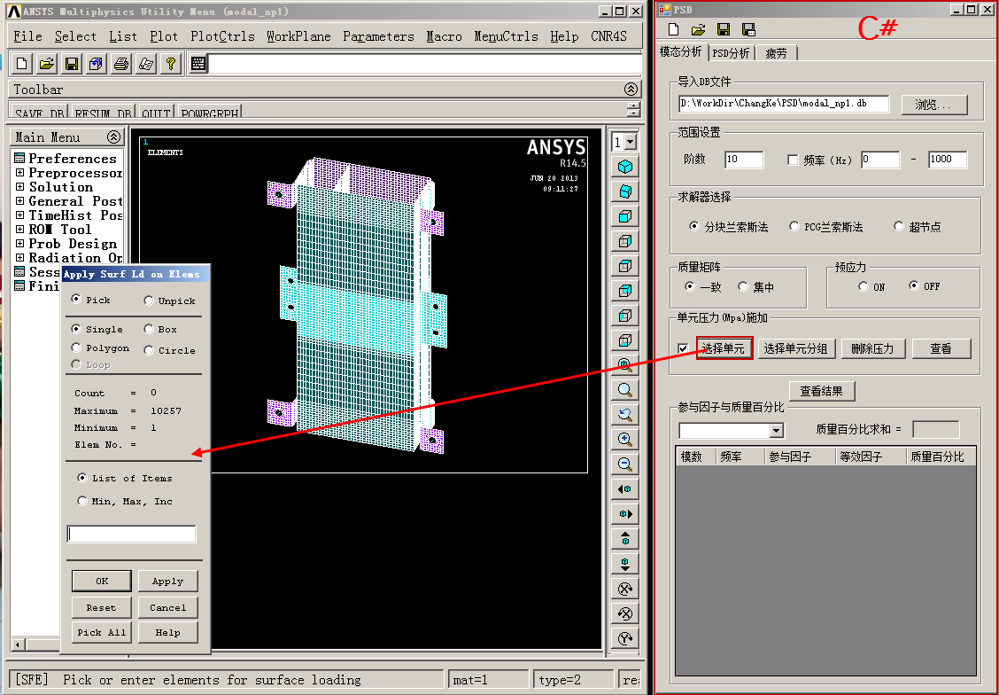 ANSYS Multiphysics Utility Menu (modal_np1)
File Select List Plot PlotCtrls WorkPlane Parameters Macro MenuCtrls Help CNR4S
Toolbar
SAVE_DB RESUM_DB QUIT POWRGRPH
Main Menu
Preferences
Preprocessor
Solution
General Post
TimeHist Pos
ROM Tool
Prob Design
Radiation Op
Sess
Fini
1
ELEMENTS
ANSYS
R14.5
JUN 20 2013
09:11:27
1
Apply Surf Ld on Elems
Pick Unpick
Single Box
Polygon Circle
Loop
Count = 0
Maximum = 10257
Minimum = 1
Elem No. =
List of Items
Min, Max, Inc
OK Apply
Reset Cancel
Pick All Help
[SFE] Pick or enter elements for surface loading
mat=1 type=2 rea
PSD
C#
模态分析 PSD分析 疲劳
导入DB文件
D:\WorkDir\ChangKe\PSD\modal_np1.db 浏览...
范围设置
阶数 10 频率（Hz） 0 - 1000
求解器选择
分块兰索斯法 PCG兰索斯法 超节点
质量矩阵 预应力
一致 集中 ON OFF
单元压力(Mpa)施加
选择单元 选择单元分组 删除压力 查看
查看结果
参与因子与质量百分比
质量百分比求和 =
模数 频率 参与因子 等效因子 质量百分比